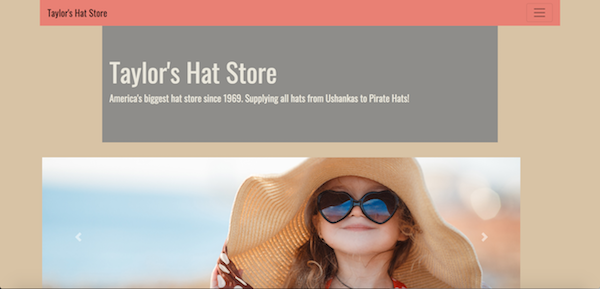 Taylor's Hat Store
Taylor's Hat Store
America's biggest hat store since 1969. Supplying all hats from Ushankas to Pirate Hats!